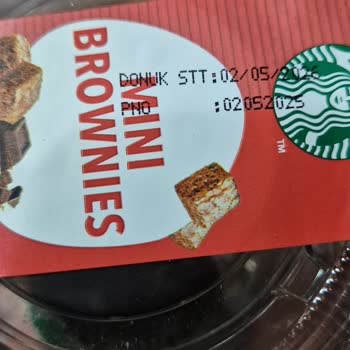 MINI
BROWNIES
DONUK STT:02/05/2026
PNO :02052025
TM